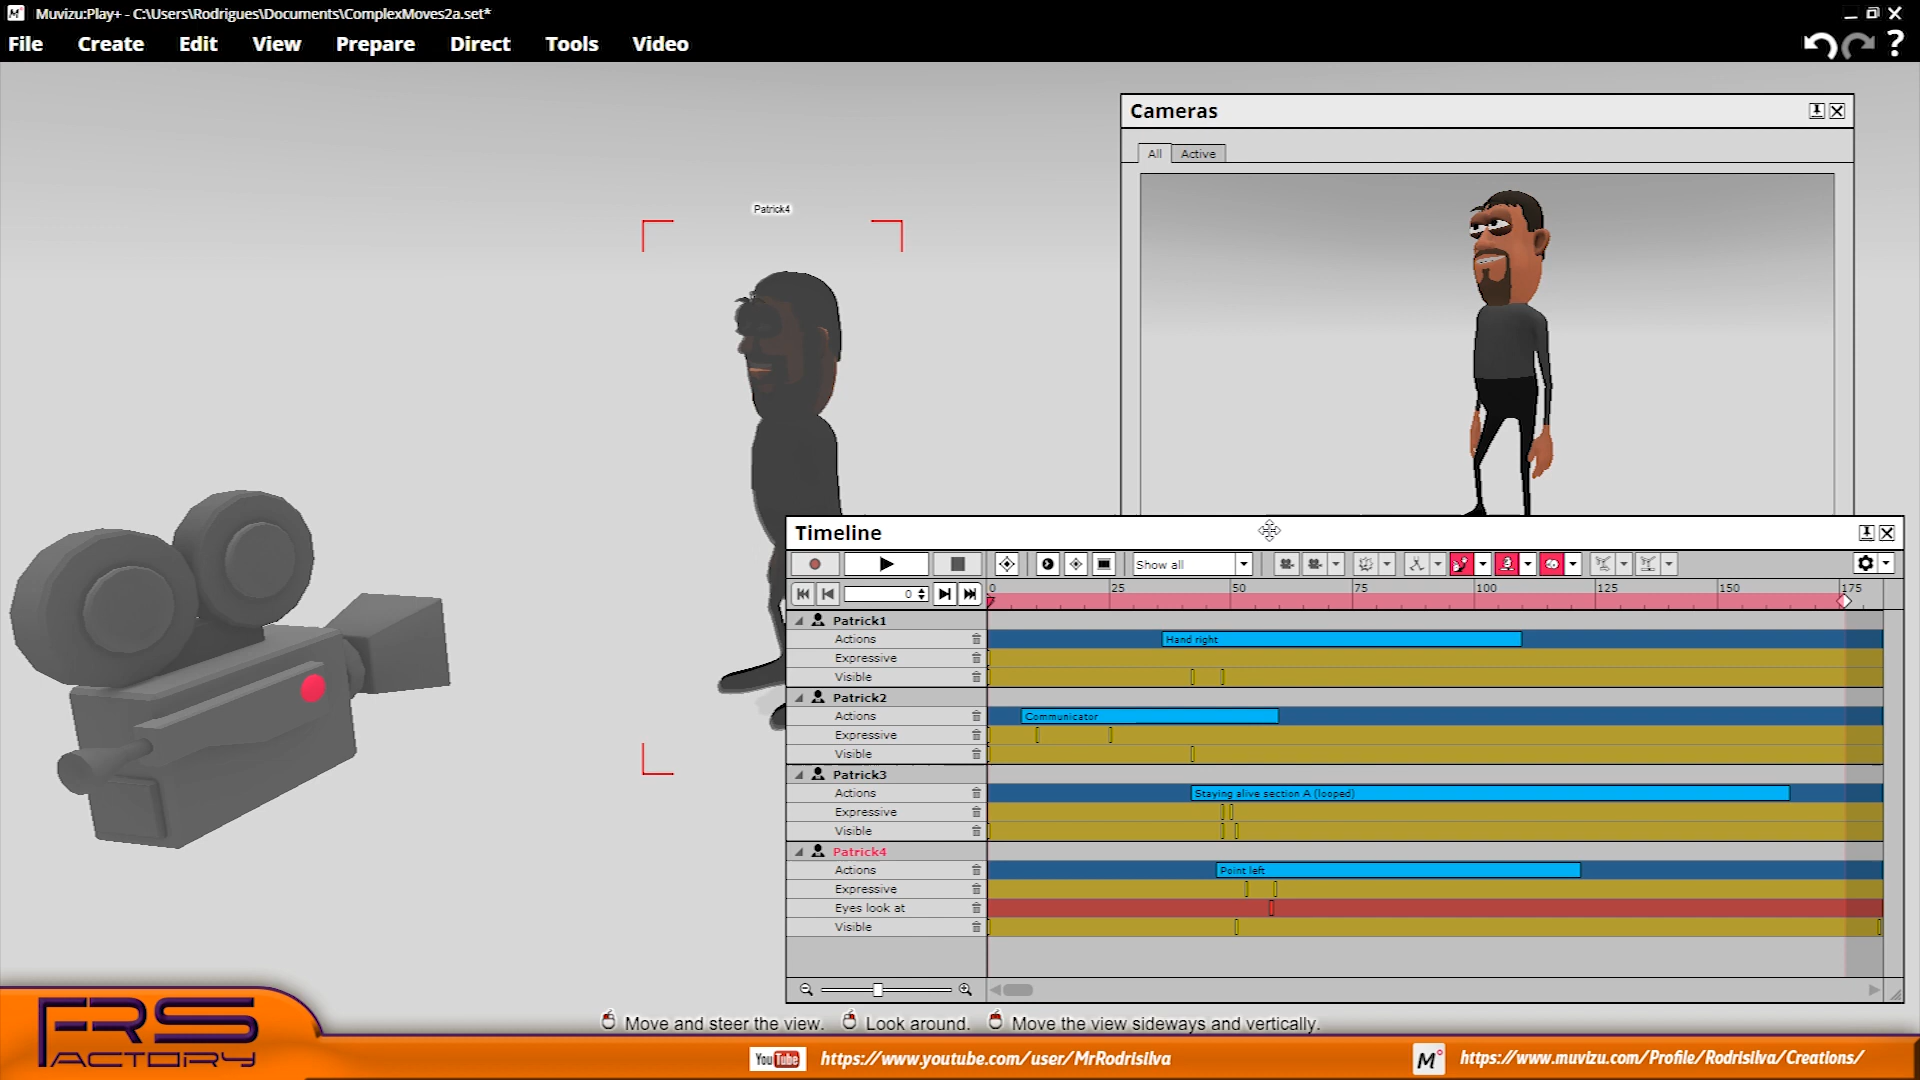 Muvizu:Play+ - C:\Users\Rodrigues\Documents\ComplexMoves2a.set*
File Create Edit View Prepare Direct Tools Video ?
Cameras
All Active
Patrick4
Timeline
Show all
0
0 25 50 75 100 125 150 175
Patrick1
Actions Hand right
Expressive
Visible
Patrick2
Actions Communicator
Expressive
Visible
Patrick3
Actions Staying alive section A (looped)
Expressive
Visible
Patrick4
Actions Point left
Expressive
Eyes look at
Visible
Move and steer the view. Look around. Move the view sideways and vertically.
FRS
FACTORY
YouTube https://www.youtube.com/user/MrRodrisilva
M https://www.muvizu.com/Profile/Rodrisilva/Creations/